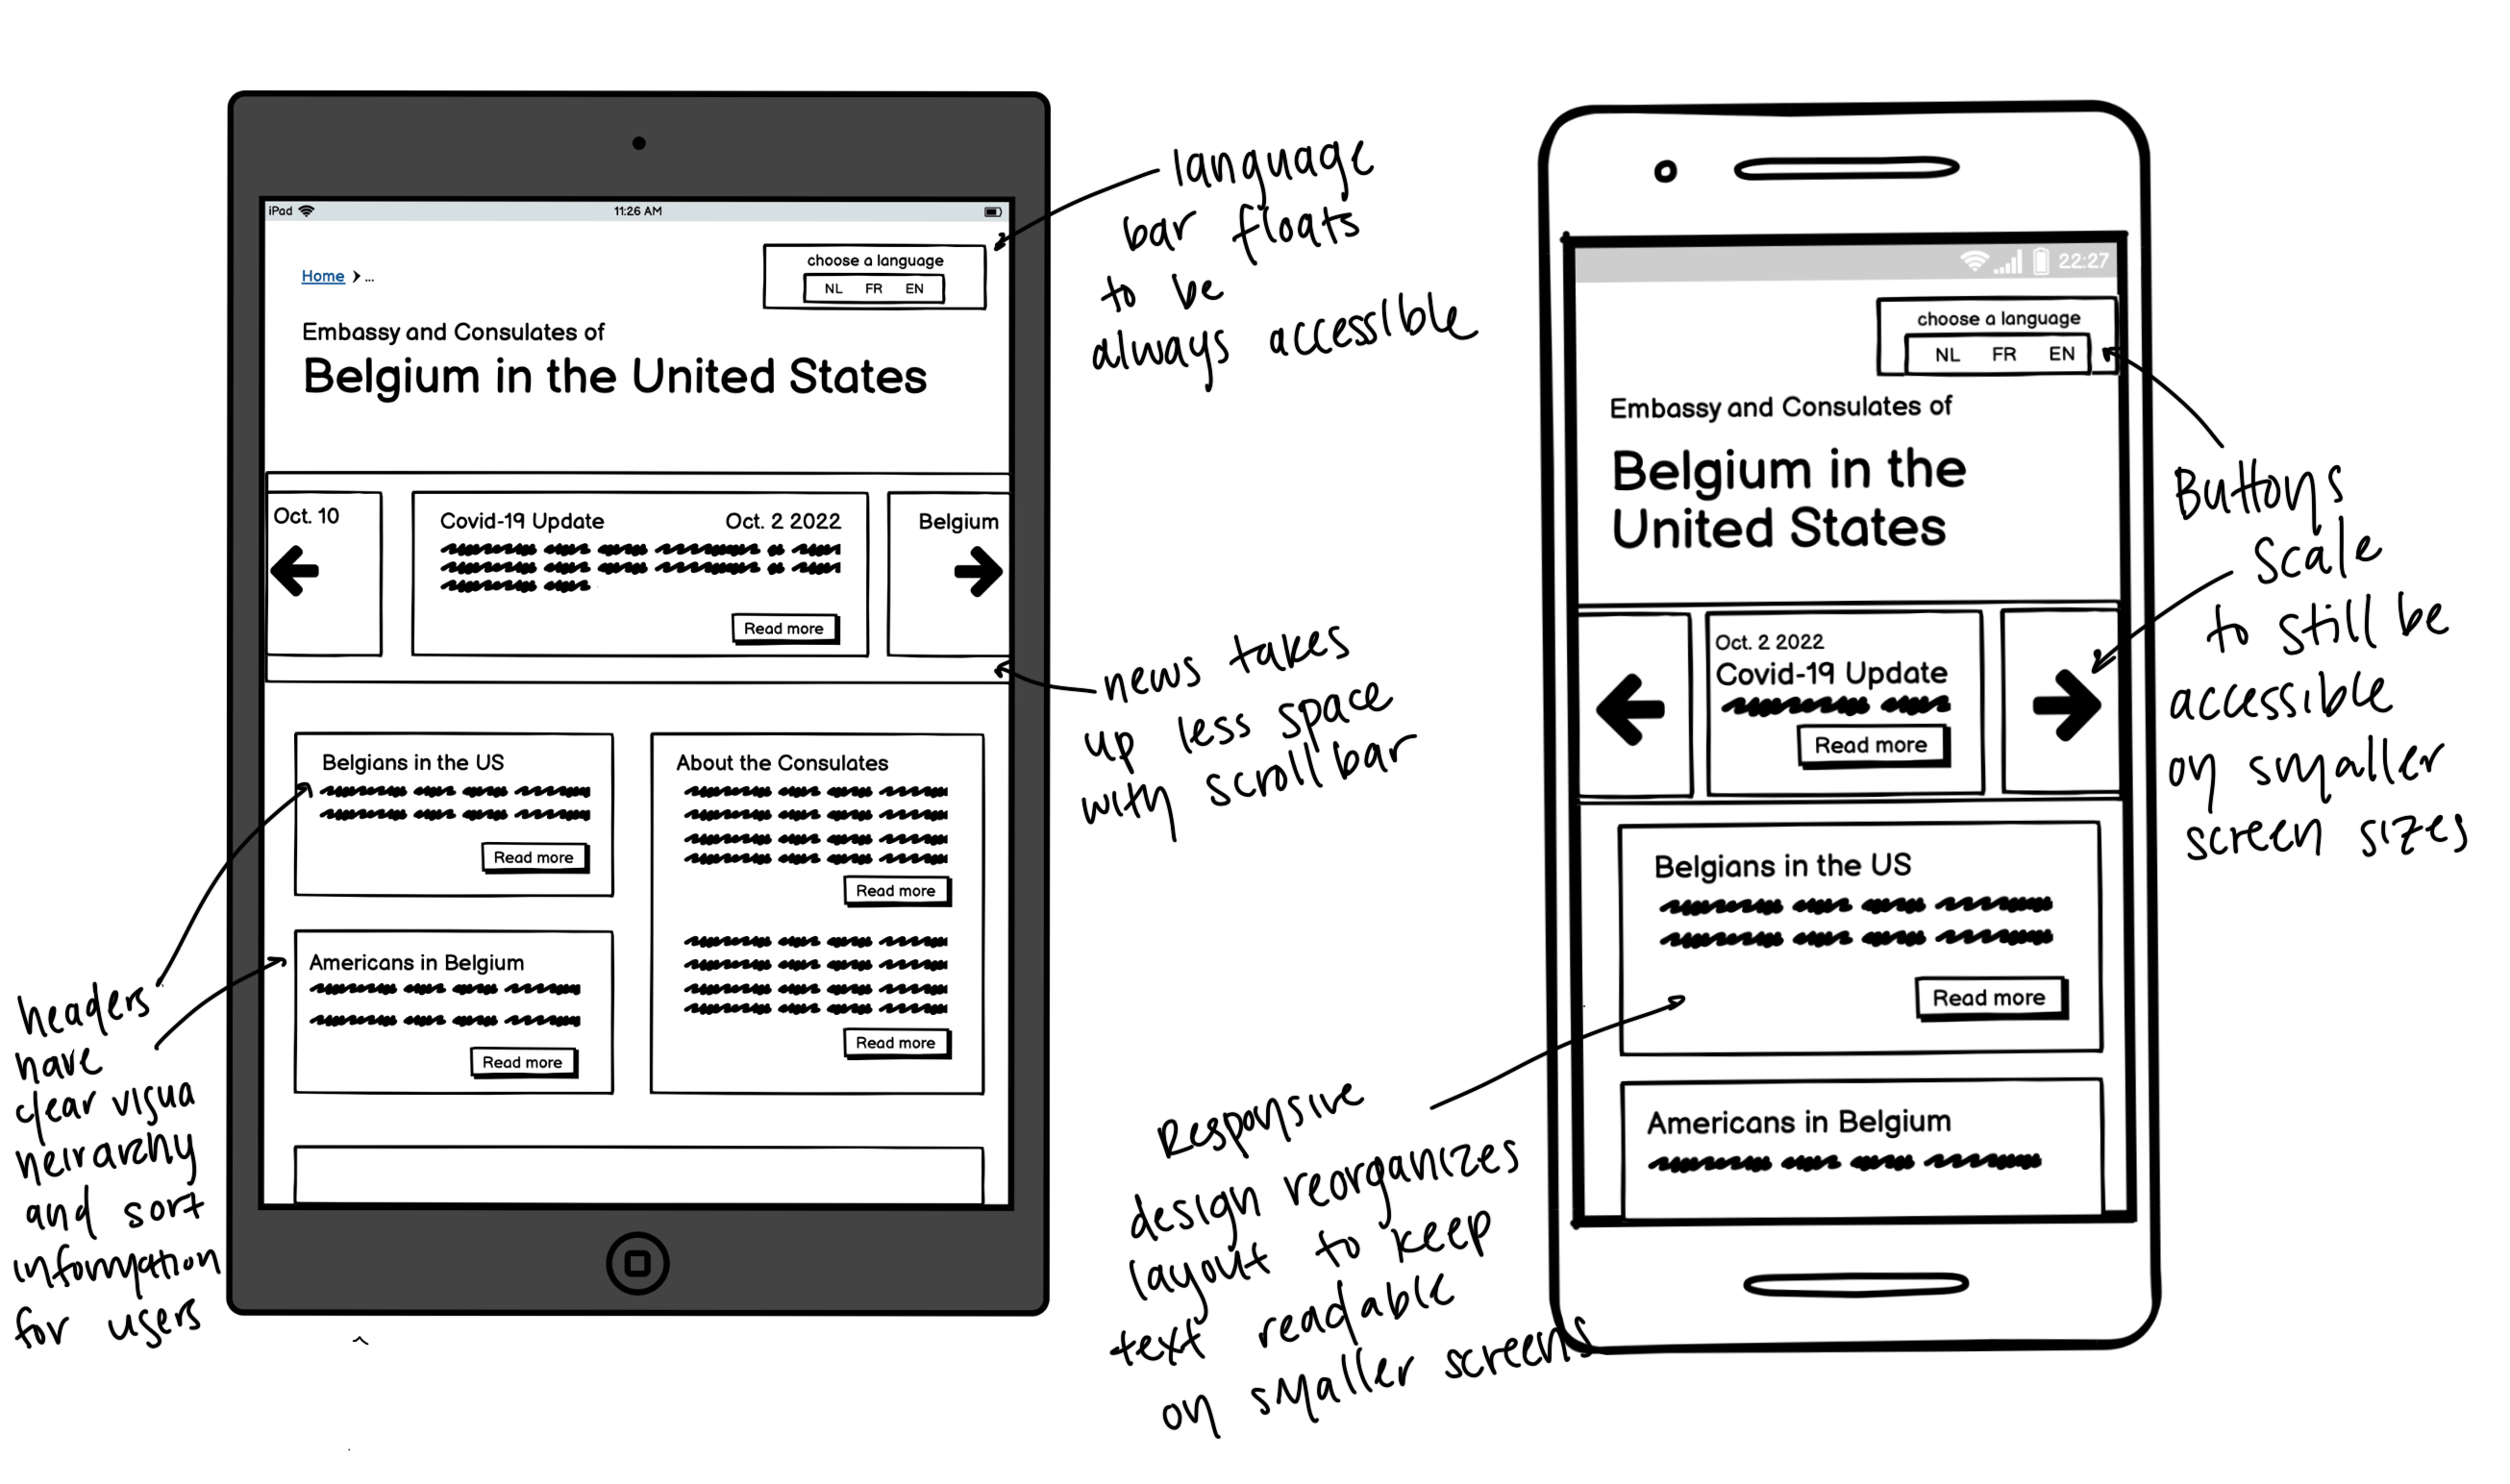 iPad
11:26 AM
Home > ...
choose a language
NL FR EN
Embassy and Consulates of
Belgium in the United States
Oct. 10
Covid-19 Update Oct. 2 2022
Read more
Belgium
Belgians in the US
Read more
Americans in Belgium
Read more
About the Consulates
Read more
Read more
headers
have
clear visua
heirarchy
and sort
information
for users
language
bar floats
to be
always accessible
news takes
up less space
with scroll bar
22:27
choose a language
NL FR EN
Embassy and Consulates of
Belgium in the
United States
Oct. 2 2022
Covid-19 Update
Read more
Belgians in the US
Read more
Americans in Belgium
Buttons
scale
to still be
accessible
on smaller
screen sizes
Responsive
design reorganizes
layout to keep
text readable
on smaller screens